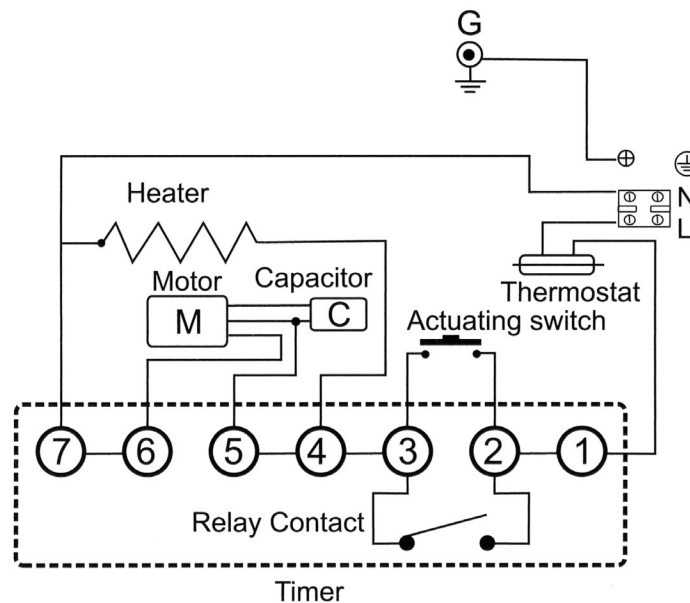 G
N
L
Heater
Motor
Capacitor
M
C
Thermostat
Actuating switch
7 6 5 4 3 2 1
Relay Contact
Timer